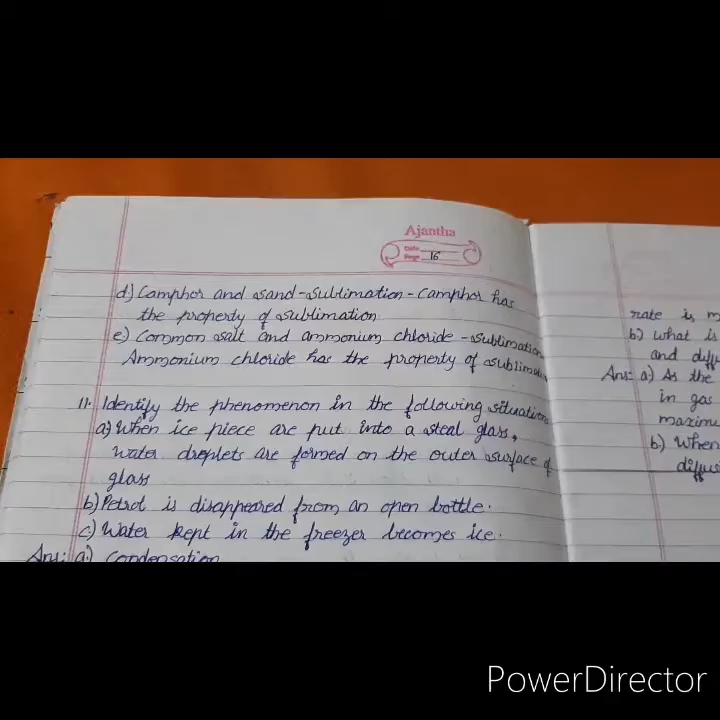 Ajantha
Date
Page 16
d) Camphor and sand - sublimation - camphor has
the property of sublimation
e) Common salt and ammonium chloride - sublimation
Ammonium chloride has the property of sublimation
11. Identify the phenomenon in the following situations
a) When ice piece are put into a steal glass,
water droplets are formed on the outer surface of
glass
b) Petrol is disappeared from an open bottle.
c) Water kept in the freezer becomes ice.
Ans: a) Condensation
rate is m
b) what is
and diff
Ans: a) As the
in gas
maximu
b) When
diffus
PowerDirector